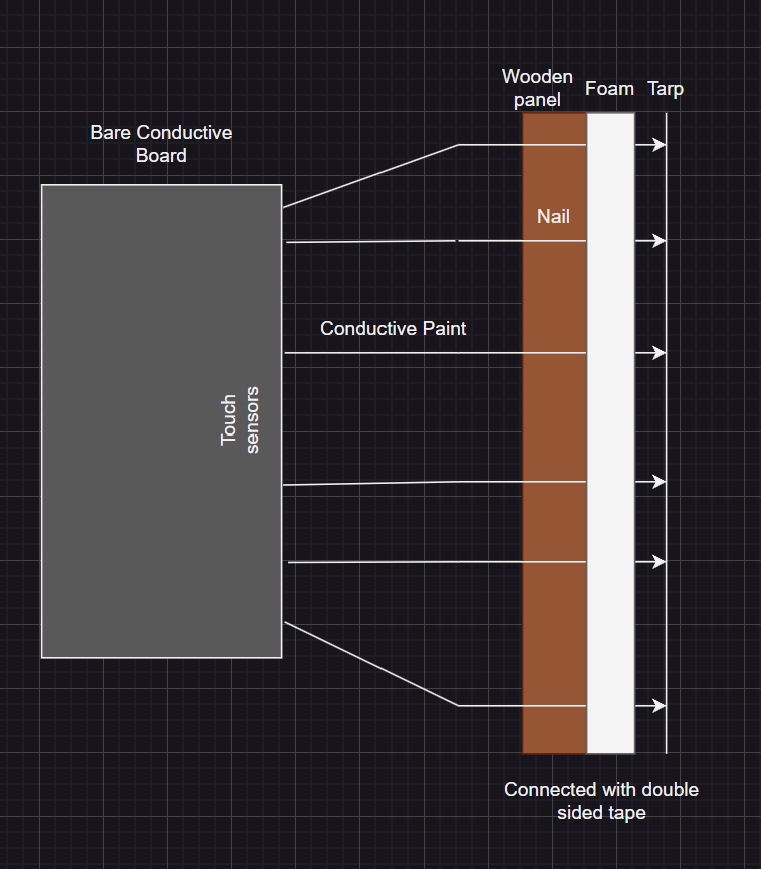 Wooden
panel
Foam
Tarp
Bare Conductive
Board
Nail
Conductive Paint
Touch
sensors
Connected with double
sided tape